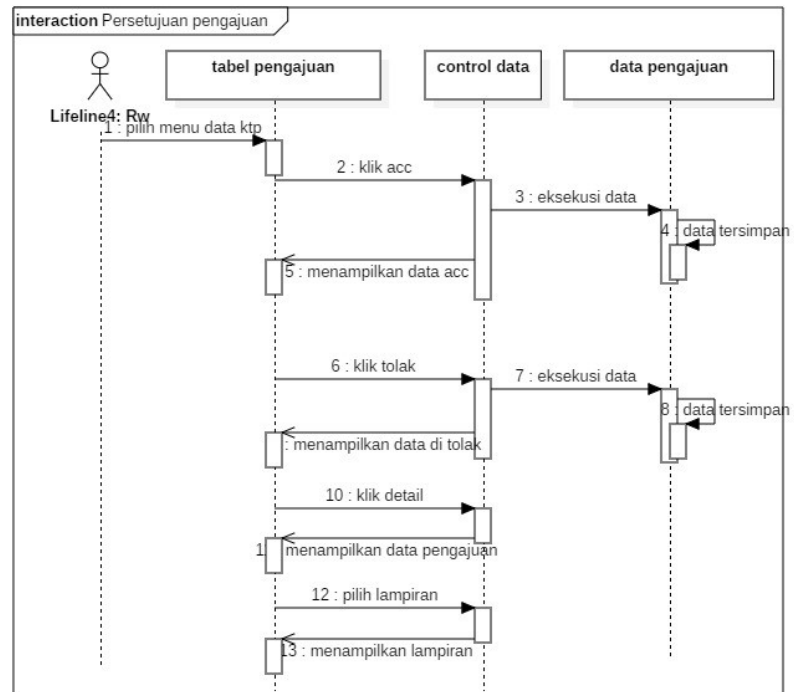 interaction Persetujuan pengajuan
tabel pengajuan
control data
data pengajuan
Lifeline4: Rw
1 : pilih menu data ktp
2 : klik acc
3 : eksekusi data
4 : data tersimpan
5 : menampilkan data acc
6 : klik tolak
7 : eksekusi data
8 : data tersimpan
: menampilkan data di tolak
10 : klik detail
1 menampilkan data pengajuan
12 : pilih lampiran
13 : menampilkan lampiran